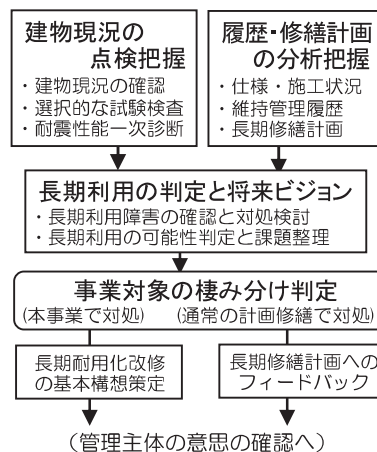 建物現況の
点検把握
・建物現況の確認
・選択的な試験検査
・耐震性能一次診断
履歴・修繕計画
の分析把握
・仕様・施工状況
・維持管理履歴
・長期修繕計画
長期利用の判定と将来ビジョン
・長期利用障害の確認と対処検討
・長期利用の可能性判定と課題整理
事業対象の棲み分け判定
(本事業で対処) (通常の計画修繕で対処)
長期耐用化改修
の基本構想策定
長期修繕計画への
フィードバック
(管理主体の意思の確認へ)